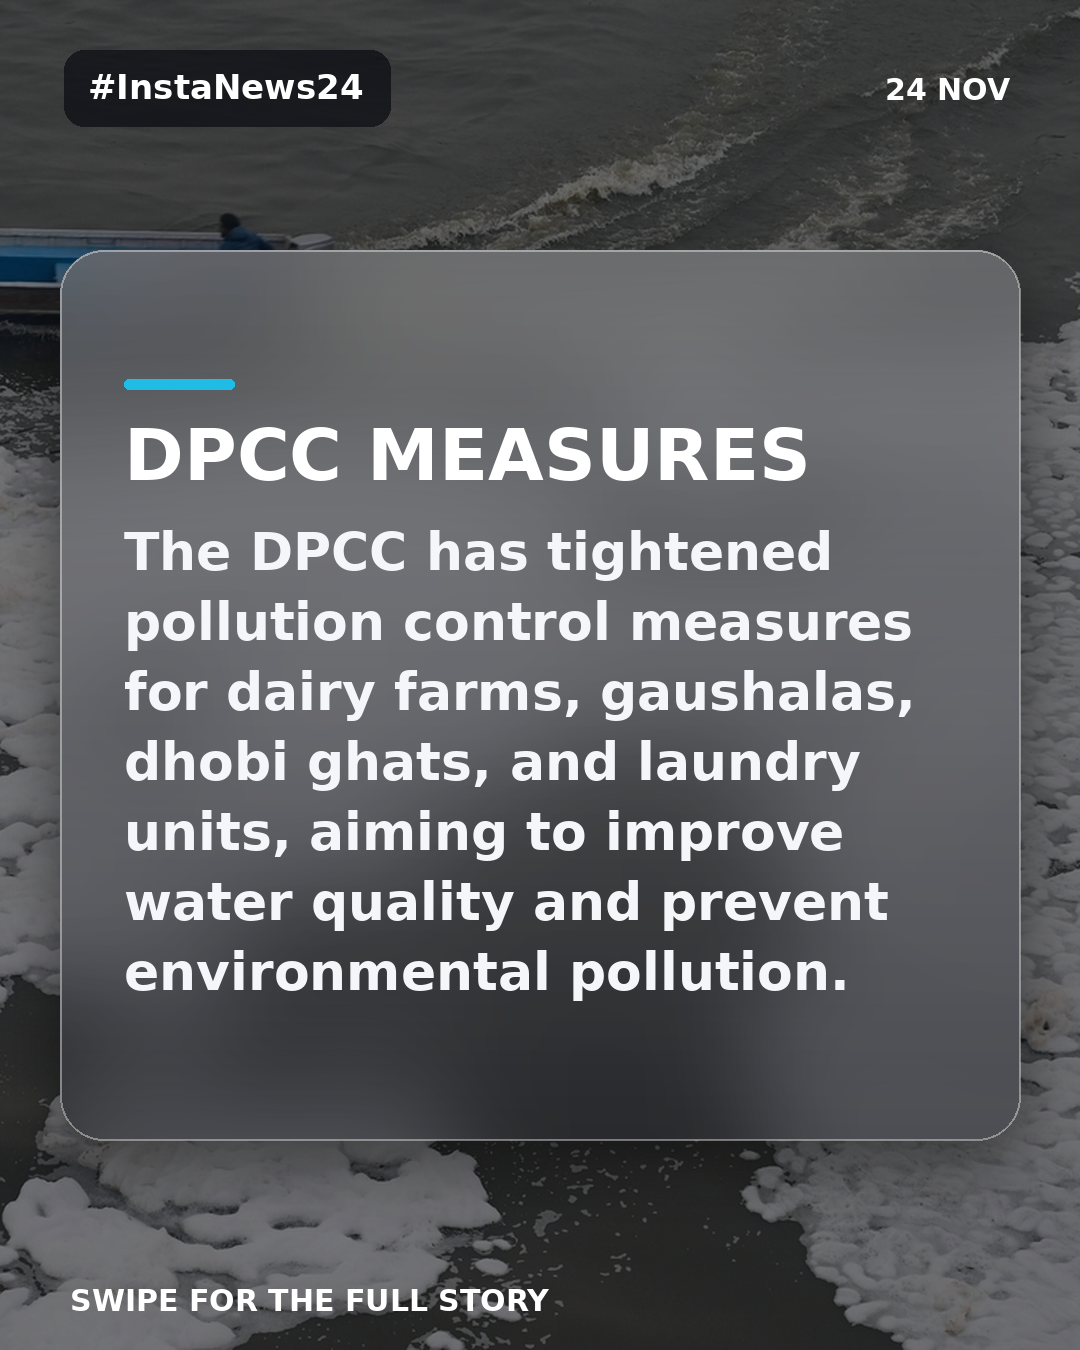 #InstaNews24
24 NOV
DPCC MEASURES
The DPCC has tightened
pollution control measures
for dairy farms, gaushalas,
dhobi ghats, and laundry
units, aiming to improve
water quality and prevent
environmental pollution.
SWIPE FOR THE FULL STORY